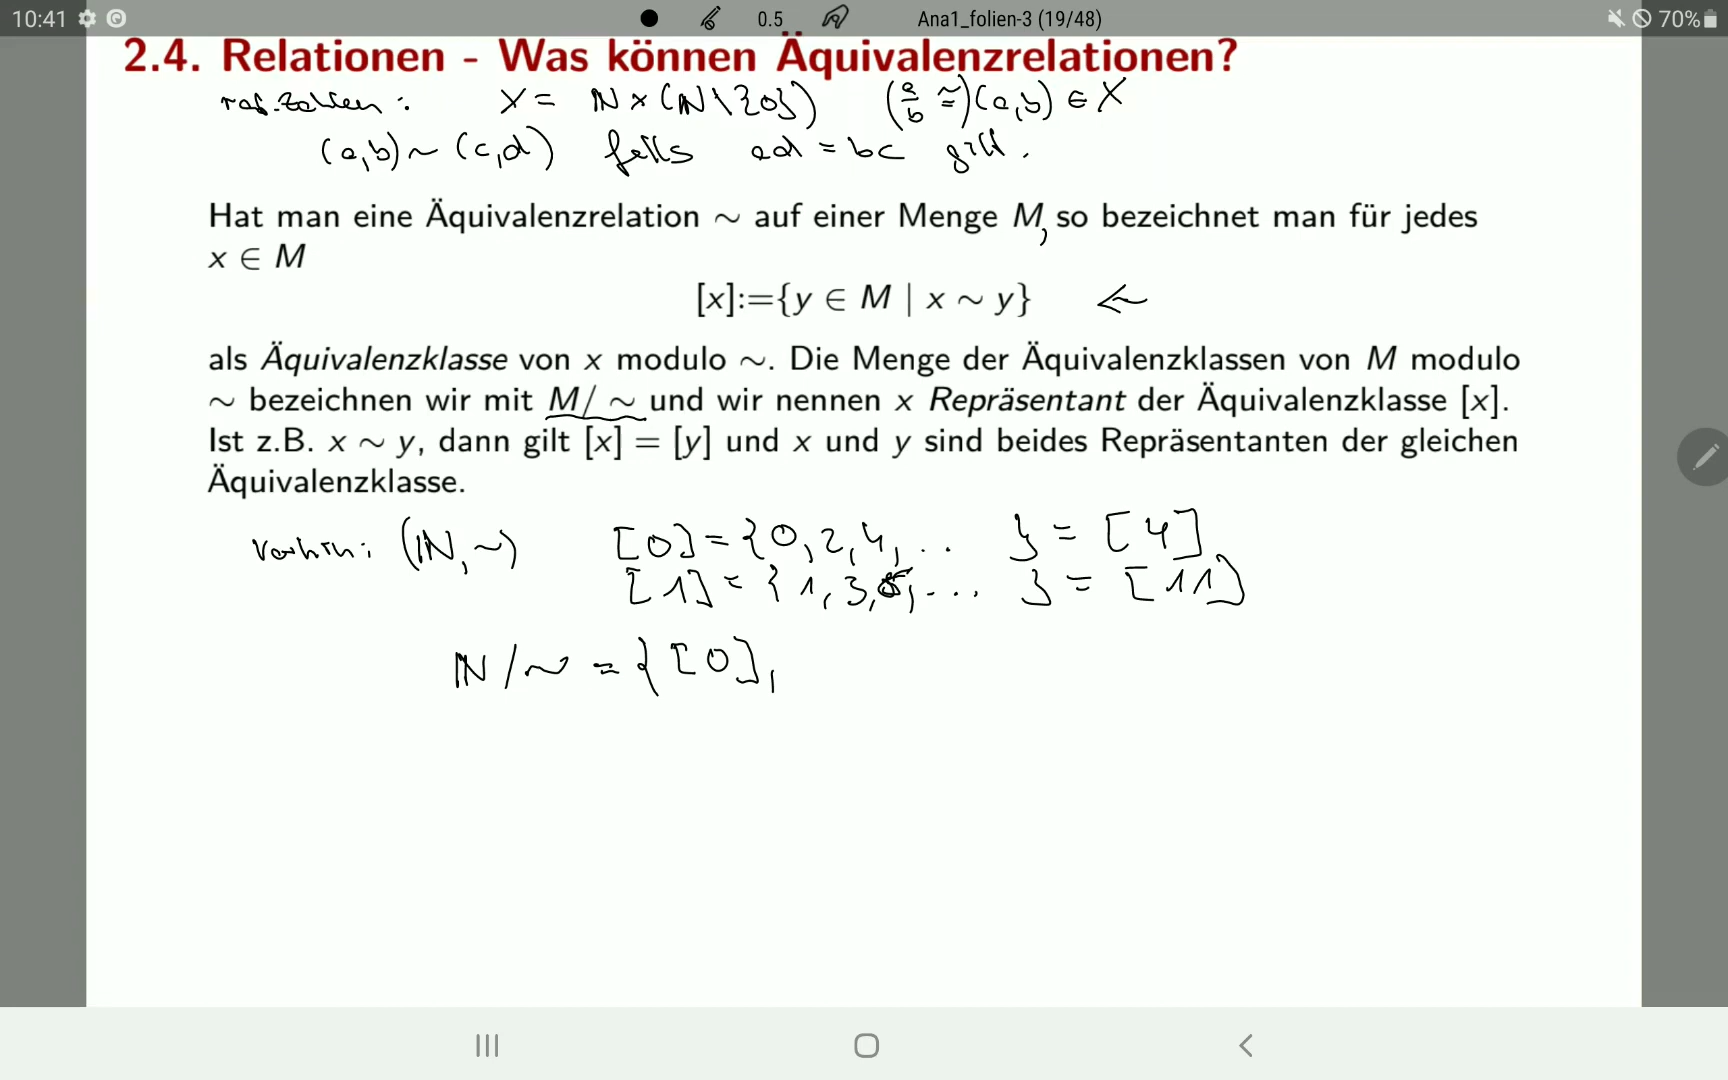 10:41 0.5 Ana1_folien-3 (19/48) 70%
2.4. Relationen - Was können Äquivalenzrelationen?
rat. Zahlen: X = ℕ × (ℕ \ {0}) (a/b ≅) (a,b) ∈ X
(a,b) ~ (c,d) falls ad = bc gilt.
Hat man eine Äquivalenzrelation ∼ auf einer Menge M, so bezeichnet man für jedes
x ∈ M
[x]:={y ∈ M | x ∼ y} ←
als Äquivalenzklasse von x modulo ∼. Die Menge der Äquivalenzklassen von M modulo
∼ bezeichnen wir mit M/ ∼ und wir nennen x Repräsentant der Äquivalenzklasse [x].
Ist z.B. x ∼ y, dann gilt [x] = [y] und x und y sind beides Repräsentanten der gleichen
Äquivalenzklasse.
Vorhin: (ℕ, ~) [0] = {0, 2, 4, ... } = [4]
[1] = {1, 3, 5, ... } = [11]
ℕ/~ = {[0],